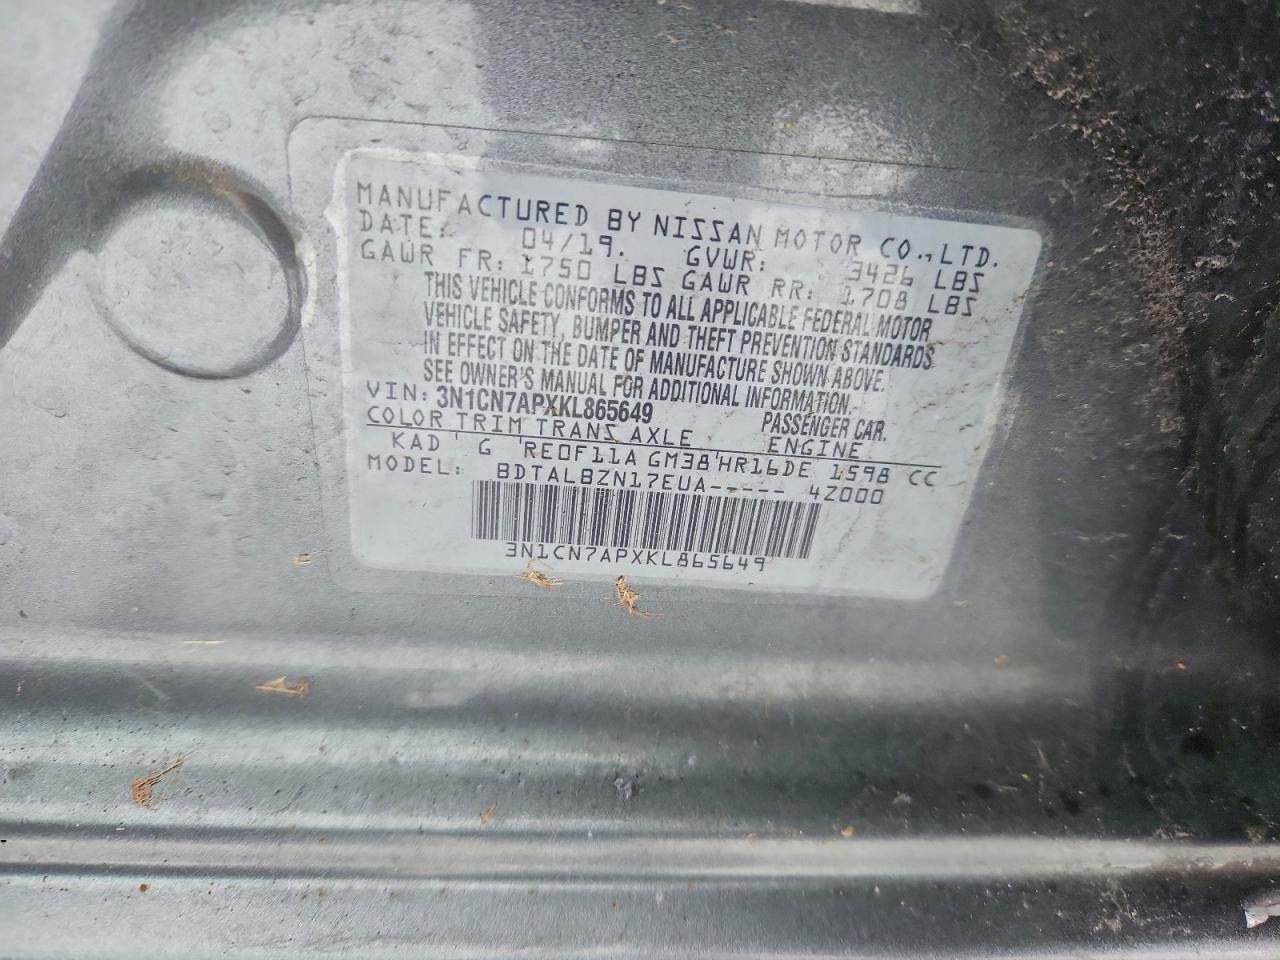 MANUFACTURED BY NISSAN MOTOR CO.,LTD.
DATE: 04/19. GVWR: 3426 LBS
GAWR FR: 1750 LBS GAWR RR: 1708 LBS
THIS VEHICLE CONFORMS TO ALL APPLICABLE FEDERAL MOTOR
VEHICLE SAFETY, BUMPER AND THEFT PREVENTION STANDARDS
IN EFFECT ON THE DATE OF MANUFACTURE SHOWN ABOVE.
SEE OWNER'S MANUAL FOR ADDITIONAL INFORMATION.
VIN: 3N1CN7APXKL865649 PASSENGER CAR.
COLOR TRIM TRANS AXLE ENGINE
KAD ' G ' RE0F11A GM38'HR16DE 1598 CC
MODEL: BDTALBZN17EUA----- 4Z000
3N1CN7APXKL865649